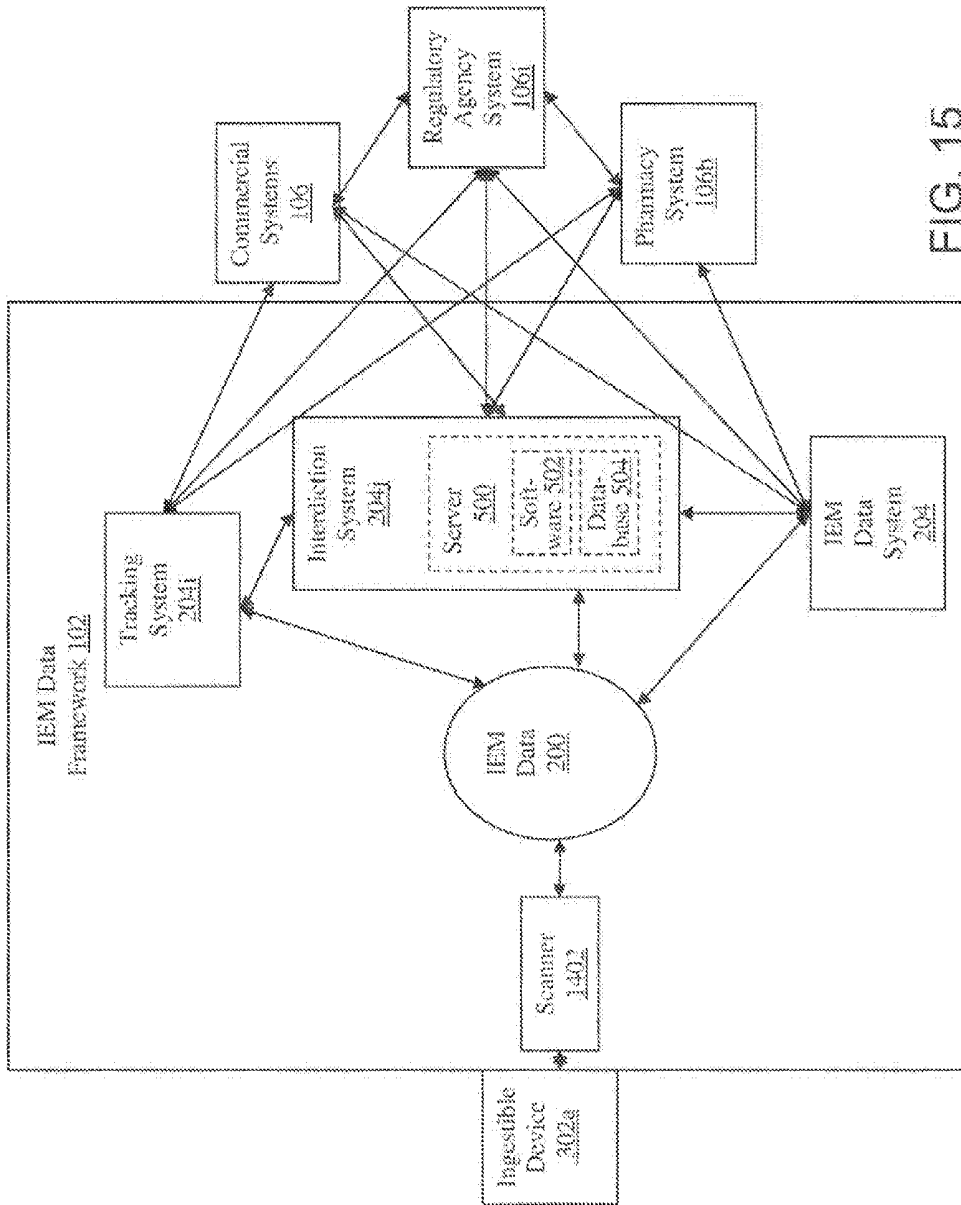 IEM Data
Framework 102
Ingestible
Device
302a
Scanner
1402
IEM
Data
200
Tracking
System
204i
Interdiction
System
204j
Server
500
Soft-
ware 502
Data-
base 504
IEM
Data
System
204
Commercial
Systems
106
Regulatory
Agency
System
106i
Pharmacy
System
106h
FIG. 15